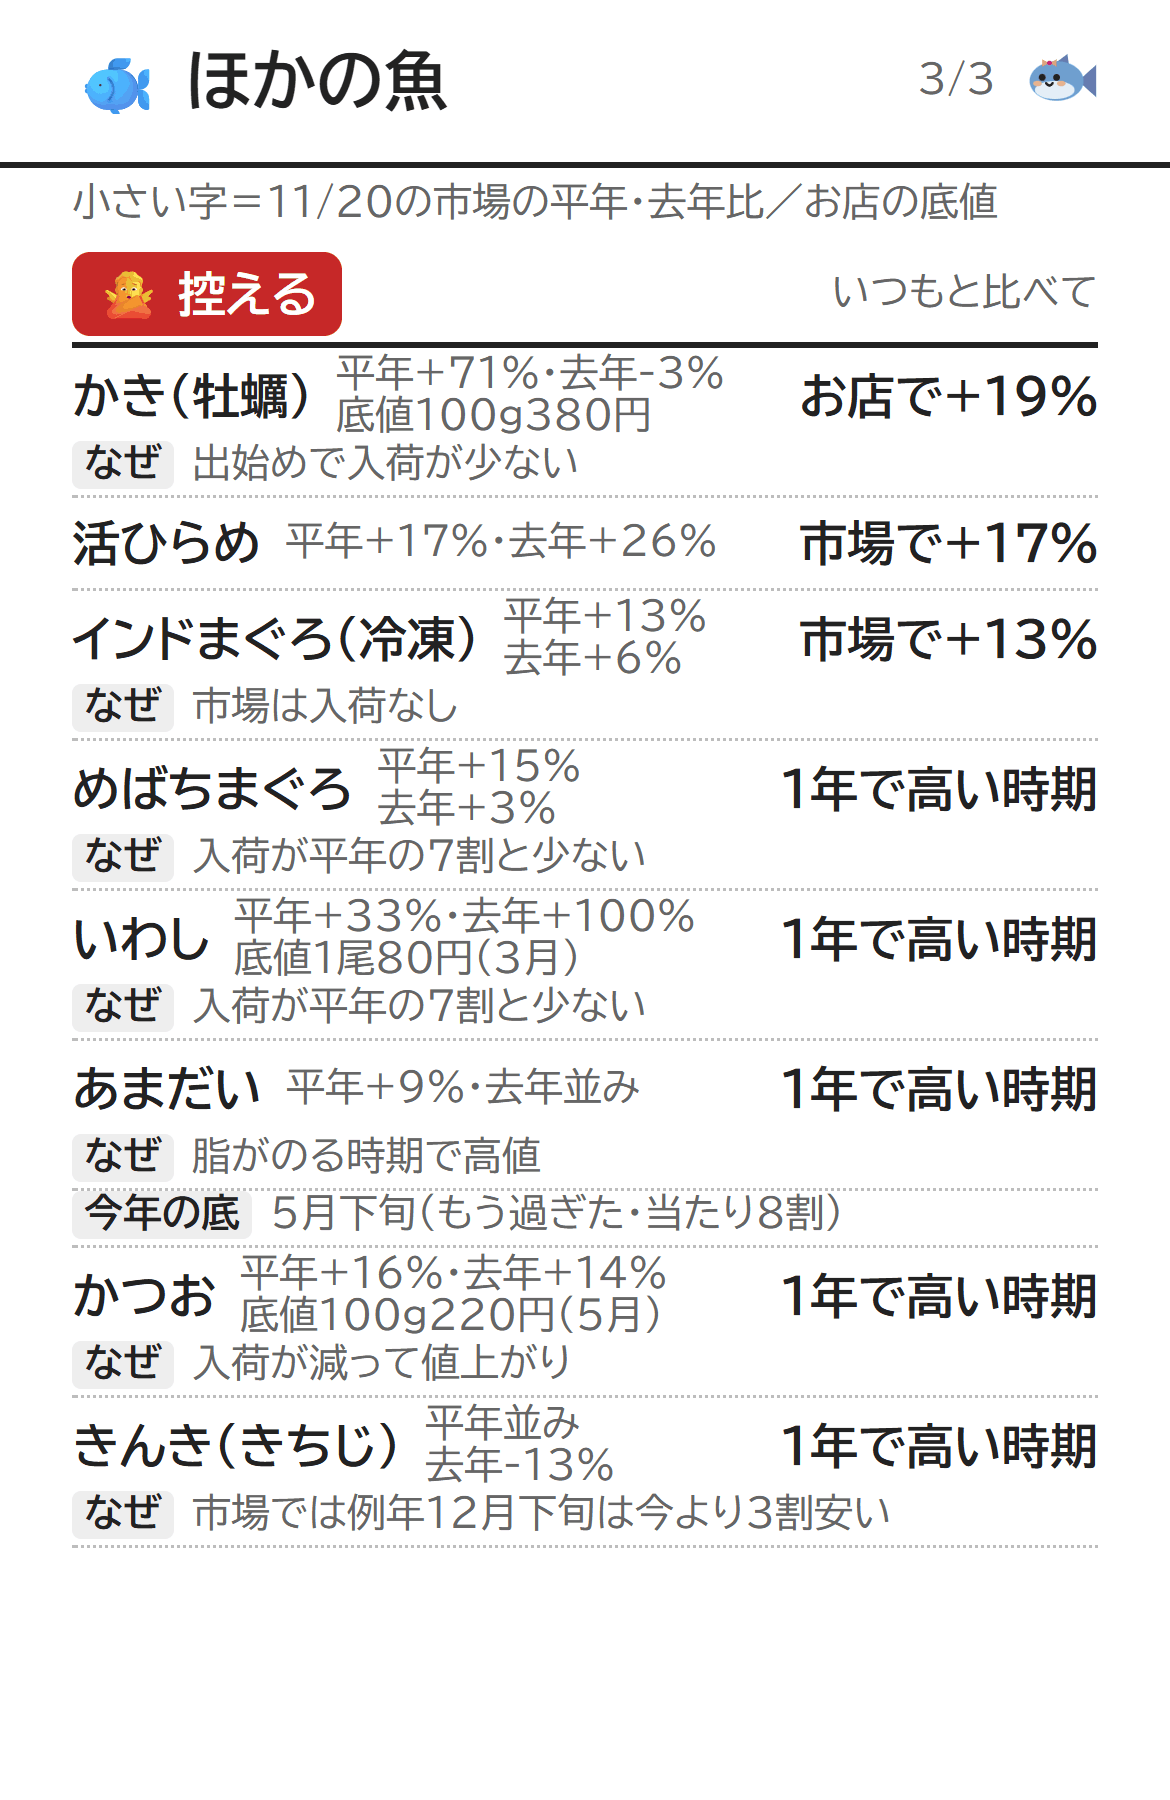 ほかの魚
3/3
小さい字＝11/20の市場の平年・去年比／お店の底値
控える
いつもと比べて
かき（牡蠣） 平年+71%・去年-3% 底値100g380円 お店で+19%
なぜ 出始めで入荷が少ない
活ひらめ 平年+17%・去年+26% 市場で+17%
インドまぐろ（冷凍） 平年+13% 去年+6% 市場で+13%
なぜ 市場は入荷なし
めばちまぐろ 平年+15% 去年+3% 1年で高い時期
なぜ 入荷が平年の7割と少ない
いわし 平年+33%・去年+100% 底値1尾80円（3月） 1年で高い時期
なぜ 入荷が平年の7割と少ない
あまだい 平年+9%・去年並み 1年で高い時期
なぜ 脂がのる時期で高値
今年の底 5月下旬（もう過ぎた・当たり8割）
かつお 平年+16%・去年+14% 底値100g220円（5月） 1年で高い時期
なぜ 入荷が減って値上がり
きんき（きちじ） 平年並み 去年-13% 1年で高い時期
なぜ 市場では例年12月下旬は今より3割安い